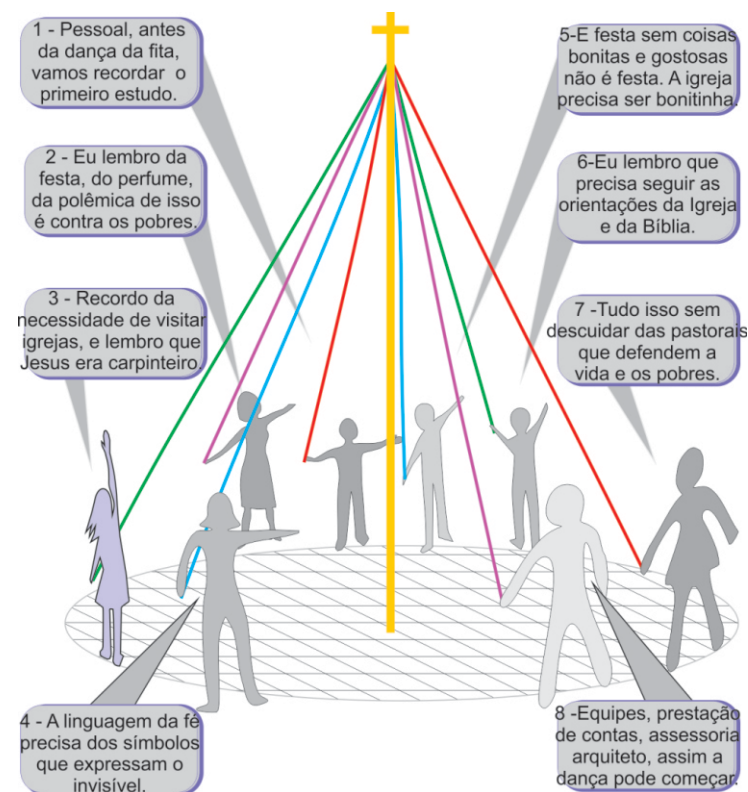 1 - Pessoal, antes
da dança da fita,
vamos recordar o
primeiro estudo.
2 - Eu lembro da
festa, do perfume,
da polêmica de isso
é contra os pobres.
3 - Recordo da
necessidade de visitar
igrejas, e lembro que
Jesus era carpinteiro.
4 - A linguagem da fé
precisa dos símbolos
que expressam o
invisível.
5-E festa sem coisas
bonitas e gostosas
não é festa. A igreja
precisa ser bonitinha.
6-Eu lembro que
precisa seguir as
orientações da Igreja
e da Bíblia.
7 -Tudo isso sem
descuidar das pastorais
que defendem a
vida e os pobres.
8 -Equipes, prestação
de contas, assessoria
arquiteto, assim a
dança pode começar.